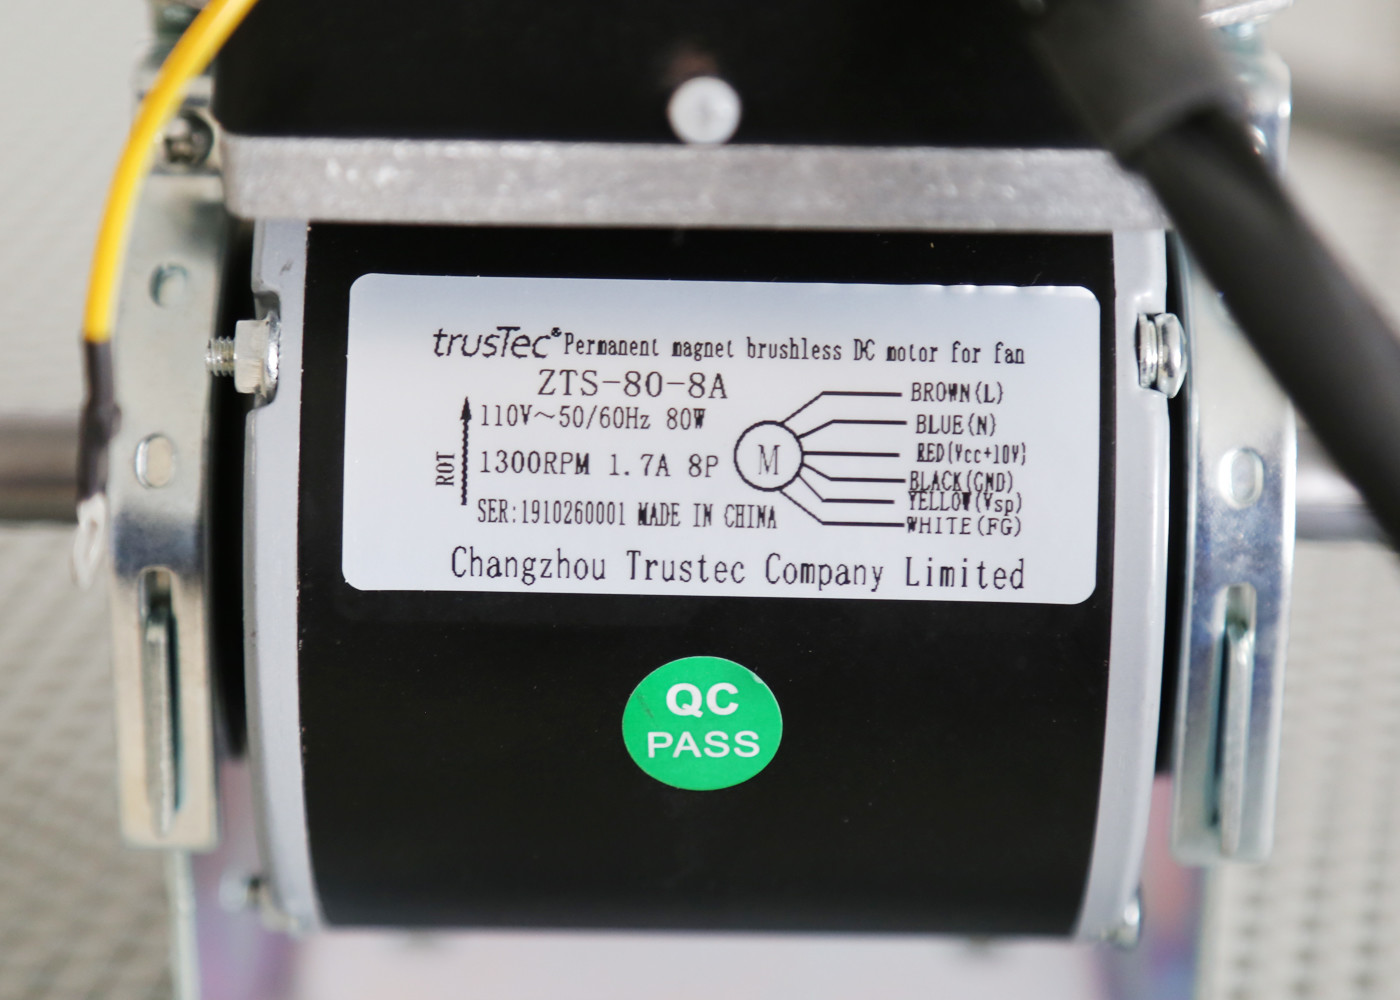 trusTec® Permanent magnet brushless DC motor for fan
ZTS-80-8A
ROT
110V~50/60Hz 80W
1300RPM 1.7A 8P
SER:1910260001 MADE IN CHINA
M
BROWN(L)
BLUE(N)
RED(Vcc+10V)
BLACK(GND)
YELLOW(Vsp)
WHITE(FG)
Changzhou Trustec Company Limited
QC
PASS